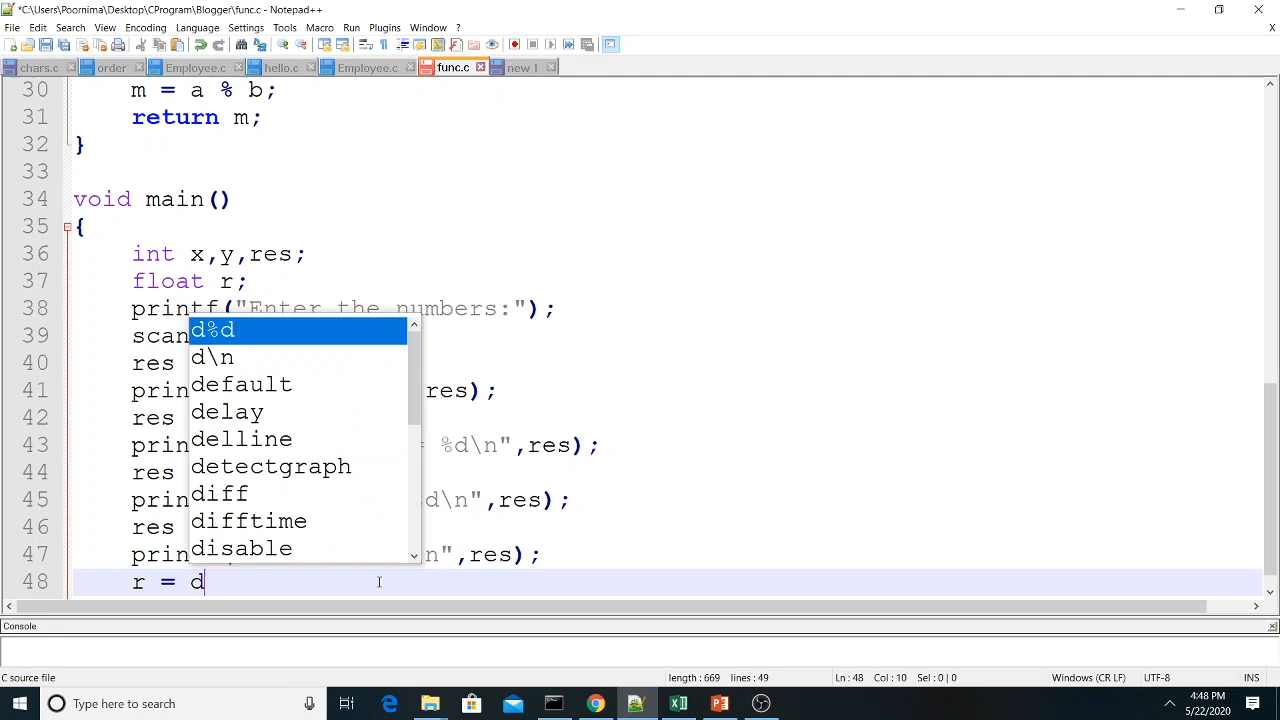 *C:\Users\Poornima\Desktop\CProgram\Blogger\func.c - Notepad++
File Edit Search View Encoding Language Settings Tools Macro Run Plugins Window ? X
chars.c order Employee.c hello.c Employee.c func.c new 1
30 m = a % b;
31 return m;
32 }
33
34 void main()
35 {
36 int x,y,res;
37 float r;
38 printf("Enter the numbers:");
39 scan
40 res
41 prin res);
42 res
43 prin = %d\n",res);
44 res
45 prin d\n",res);
46 res
47 prin n",res);
48 r = d
d%d
d\n
default
delay
delline
detectgraph
diff
difftime
disable
Console
C source file length : 669 lines : 49 Ln : 48 Col : 10 Sel : 0 | 0 Windows (CR LF) UTF-8 INS
Type here to search
4:48 PM
5/22/2020